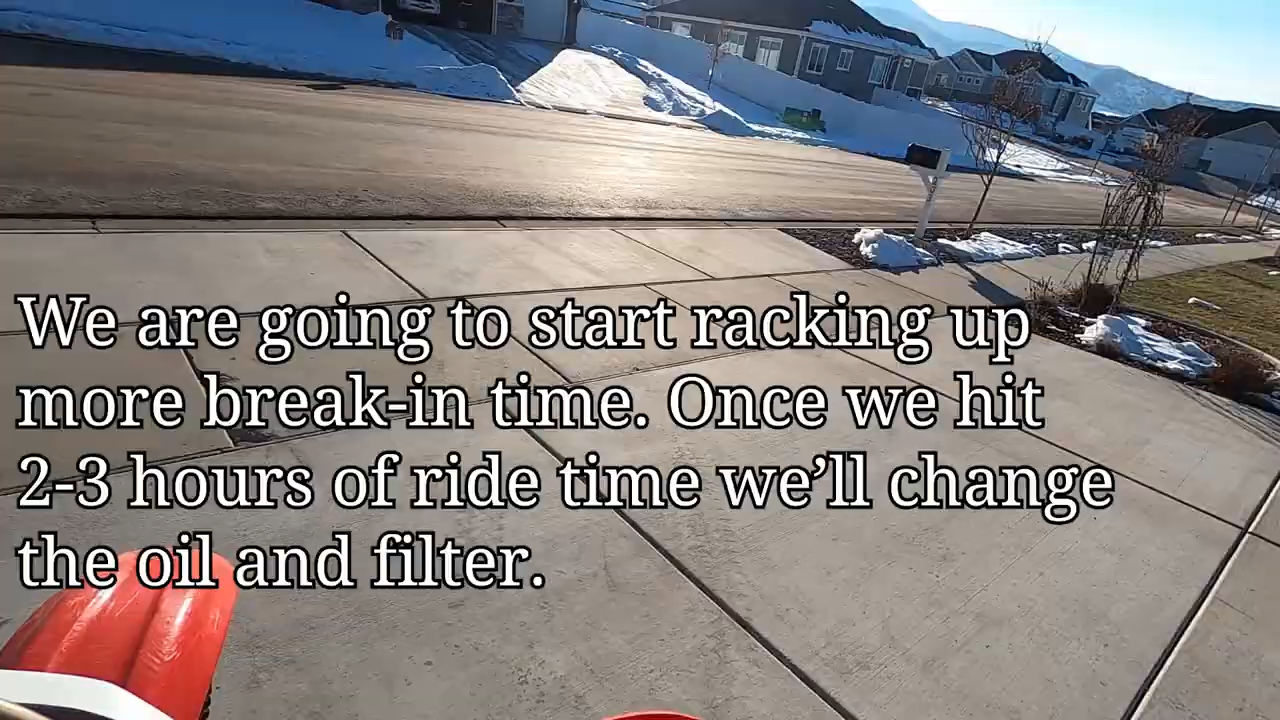 We are going to start racking up
more break-in time. Once we hit
2-3 hours of ride time we’ll change
the oil and filter.